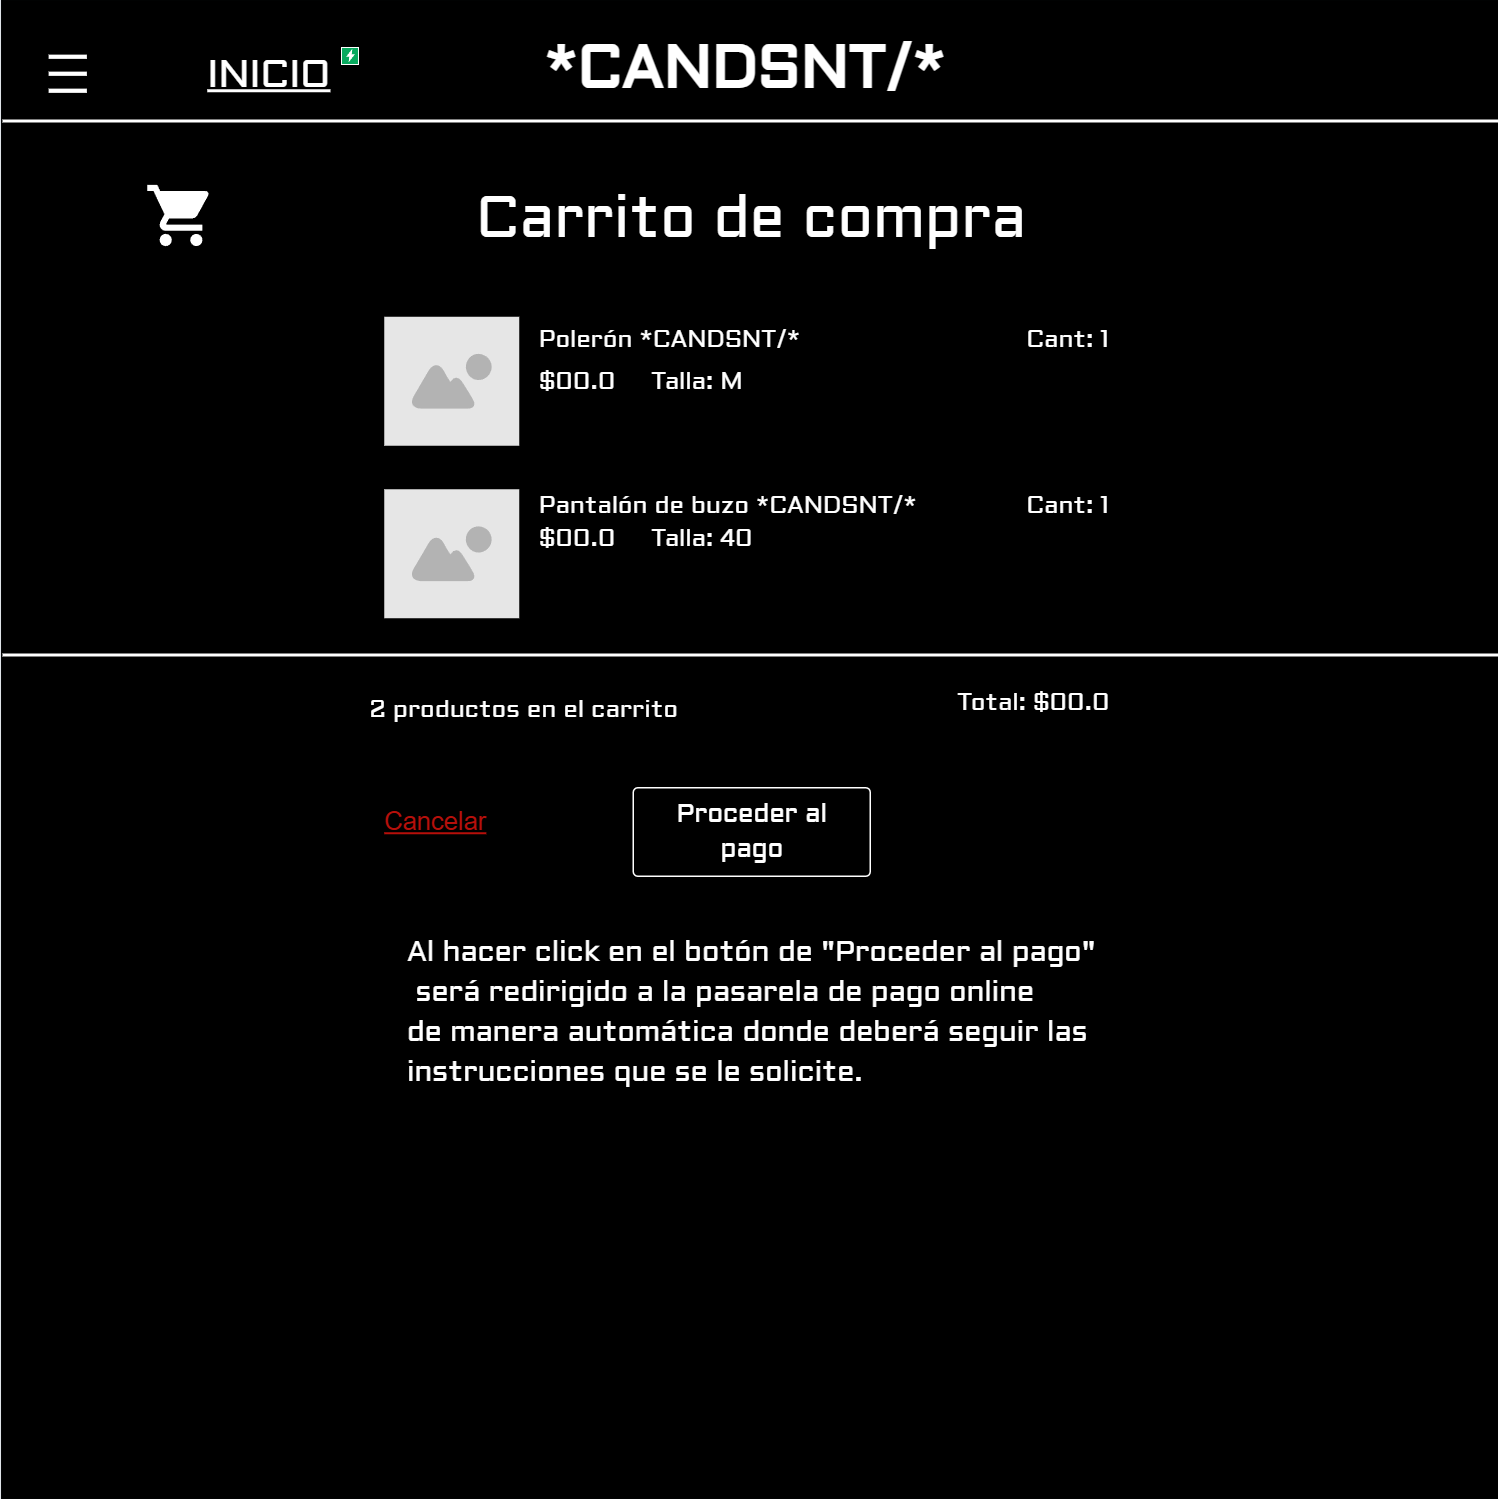 INICIO
*CANDSNT/*
Carrito de compra
Polerón *CANDSNT/*
Cant: 1
$00.0 Talla: M
Pantalón de buzo *CANDSNT/*
Cant: 1
$00.0 Talla: 40
2 productos en el carrito
Total: $00.0
Cancelar
Proceder al
pago
Al hacer click en el botón de "Proceder al pago"
será redirigido a la pasarela de pago online
de manera automática donde deberá seguir las
instrucciones que se le solicite.